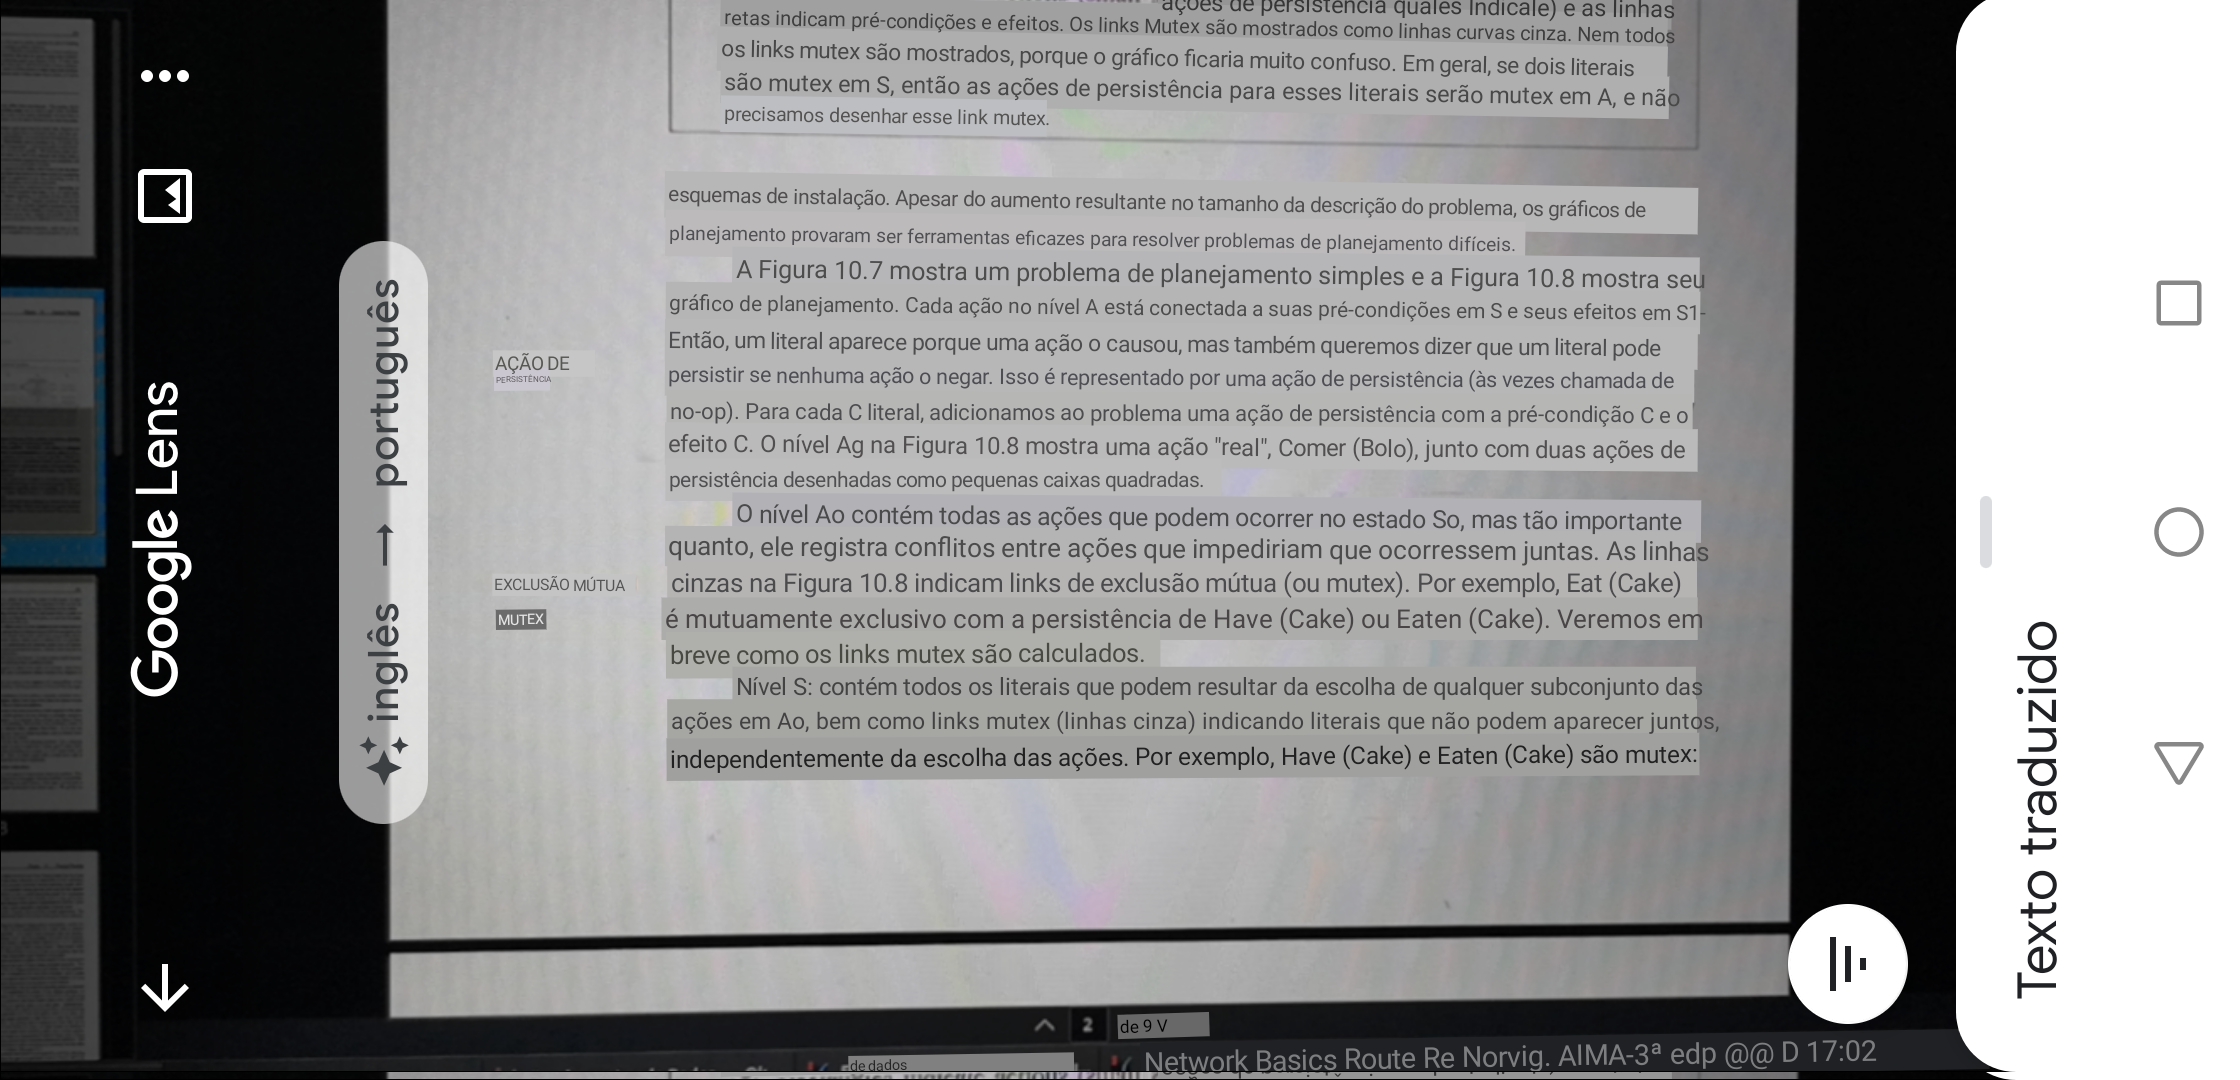 ações de persistência quales Indicale) e as linhas
retas indicam pré-condições e efeitos. Os links Mutex são mostrados como linhas curvas cinza. Nem todos
os links mutex são mostrados, porque o gráfico ficaria muito confuso. Em geral, se dois literais
são mutex em S, então as ações de persistência para esses literais serão mutex em A, e não
precisamos desenhar esse link mutex.
esquemas de instalação. Apesar do aumento resultante no tamanho da descrição do problema, os gráficos de
planejamento provaram ser ferramentas eficazes para resolver problemas de planejamento difíceis.
A Figura 10.7 mostra um problema de planejamento simples e a Figura 10.8 mostra seu
gráfico de planejamento. Cada ação no nível A está conectada a suas pré-condições em S e seus efeitos em S1-
Então, um literal aparece porque uma ação o causou, mas também queremos dizer que um literal pode
AÇÃO DE
PERSISTÊNCIA
persistir se nenhuma ação o negar. Isso é representado por uma ação de persistência (às vezes chamada de
no-op). Para cada C literal, adicionamos ao problema uma ação de persistência com a pré-condição C e o
efeito C. O nível Ag na Figura 10.8 mostra uma ação "real", Comer (Bolo), junto com duas ações de
persistência desenhadas como pequenas caixas quadradas.
O nível Ao contém todas as ações que podem ocorrer no estado So, mas tão importante
quanto, ele registra conflitos entre ações que impediriam que ocorressem juntas. As linhas
EXCLUSÃO MÚTUA
cinzas na Figura 10.8 indicam links de exclusão mútua (ou mutex). Por exemplo, Eat (Cake)
MUTEX
é mutuamente exclusivo com a persistência de Have (Cake) ou Eaten (Cake). Veremos em
breve como os links mutex são calculados.
Nível S: contém todos os literais que podem resultar da escolha de qualquer subconjunto das
ações em Ao, bem como links mutex (linhas cinza) indicando literais que não podem aparecer juntos,
independentemente da escolha das ações. Por exemplo, Have (Cake) e Eaten (Cake) são mutex:
2 de 9 V
de dados
Network Basics Route Re Norvig. AIMA-3ª edp @@ D 17:02
Google Lens
inglês → português
Texto traduzido